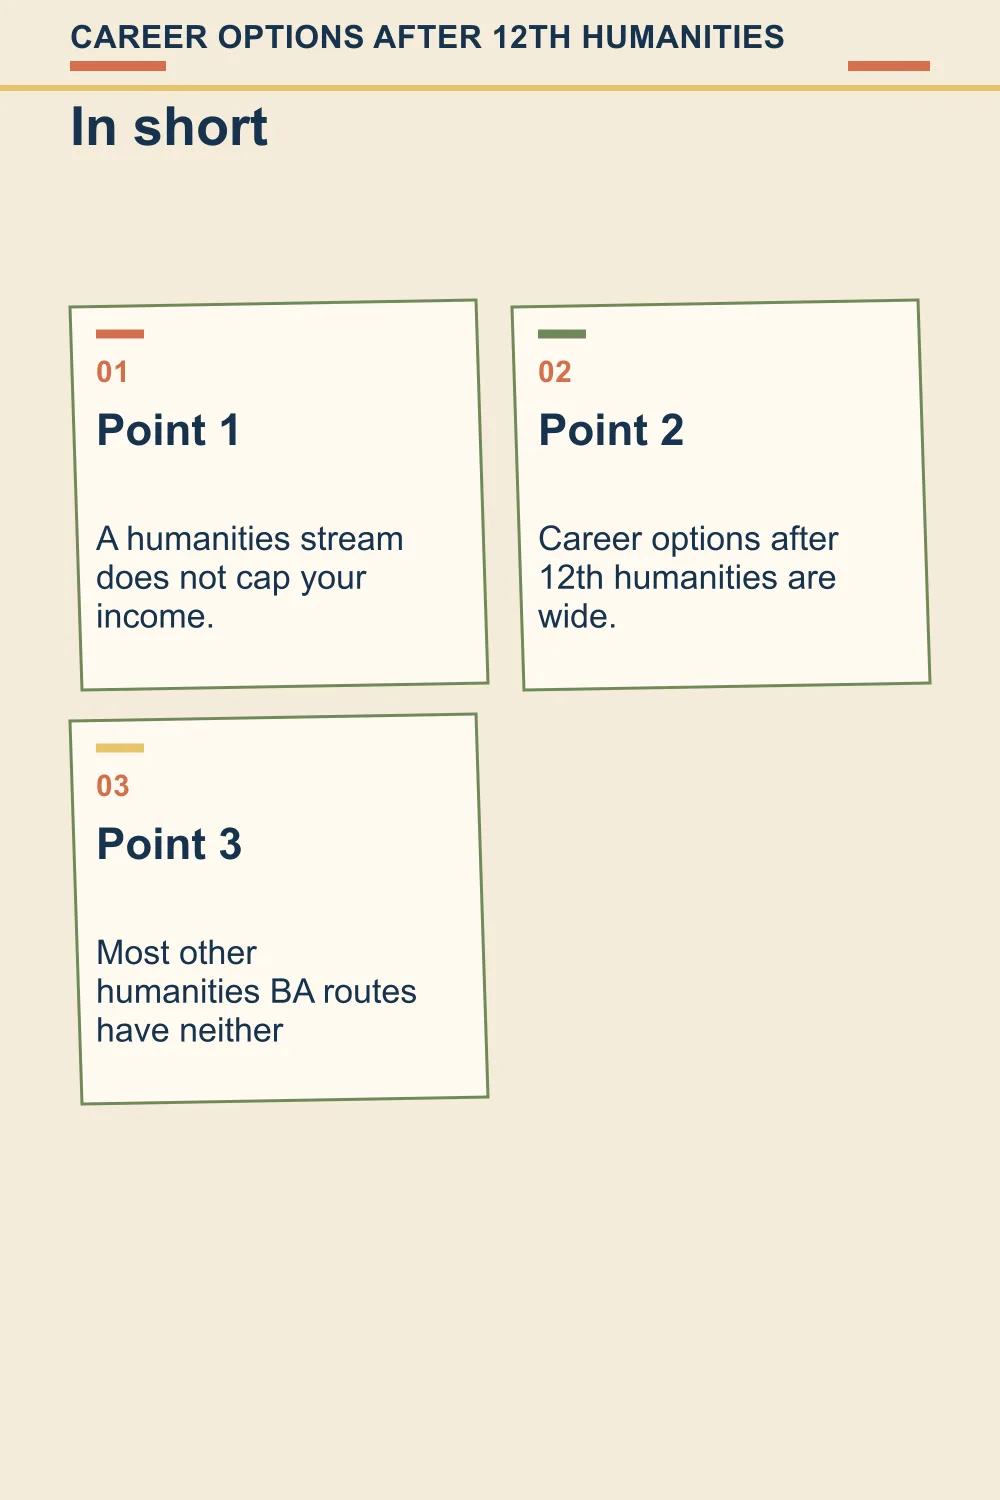 CAREER OPTIONS AFTER 12TH HUMANITIES
In short
01
Point 1
A humanities stream
does not cap your
income.
02
Point 2
Career options after
12th humanities are
wide.
03
Point 3
Most other
humanities BA routes
have neither